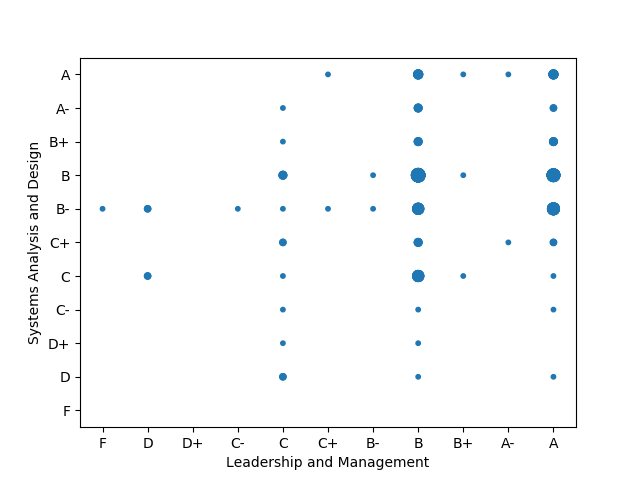 A
A-
B+
B
B-
C+
C
C-
D+
D
F
Systems Analysis and Design
F D D+ C- C C+ B- B B+ A- A
Leadership and Management